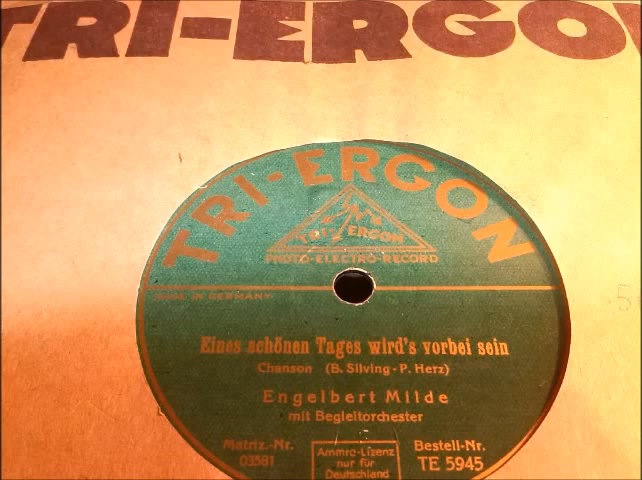 TRI-ERGON
TRI-ERGON
TRI ERGON
PHOTO-ELECTRO-RECORD
MADE IN GERMANY
Eines schönen Tages wird's vorbei sein
Chanson (B. Silving - P. Herz)
Engelbert Milde
mit Begleitorchester
Matriz.-Nr.
03581
Ammre-Lizenz
nur für
Deutschland
Bestell-Nr.
TE 5945